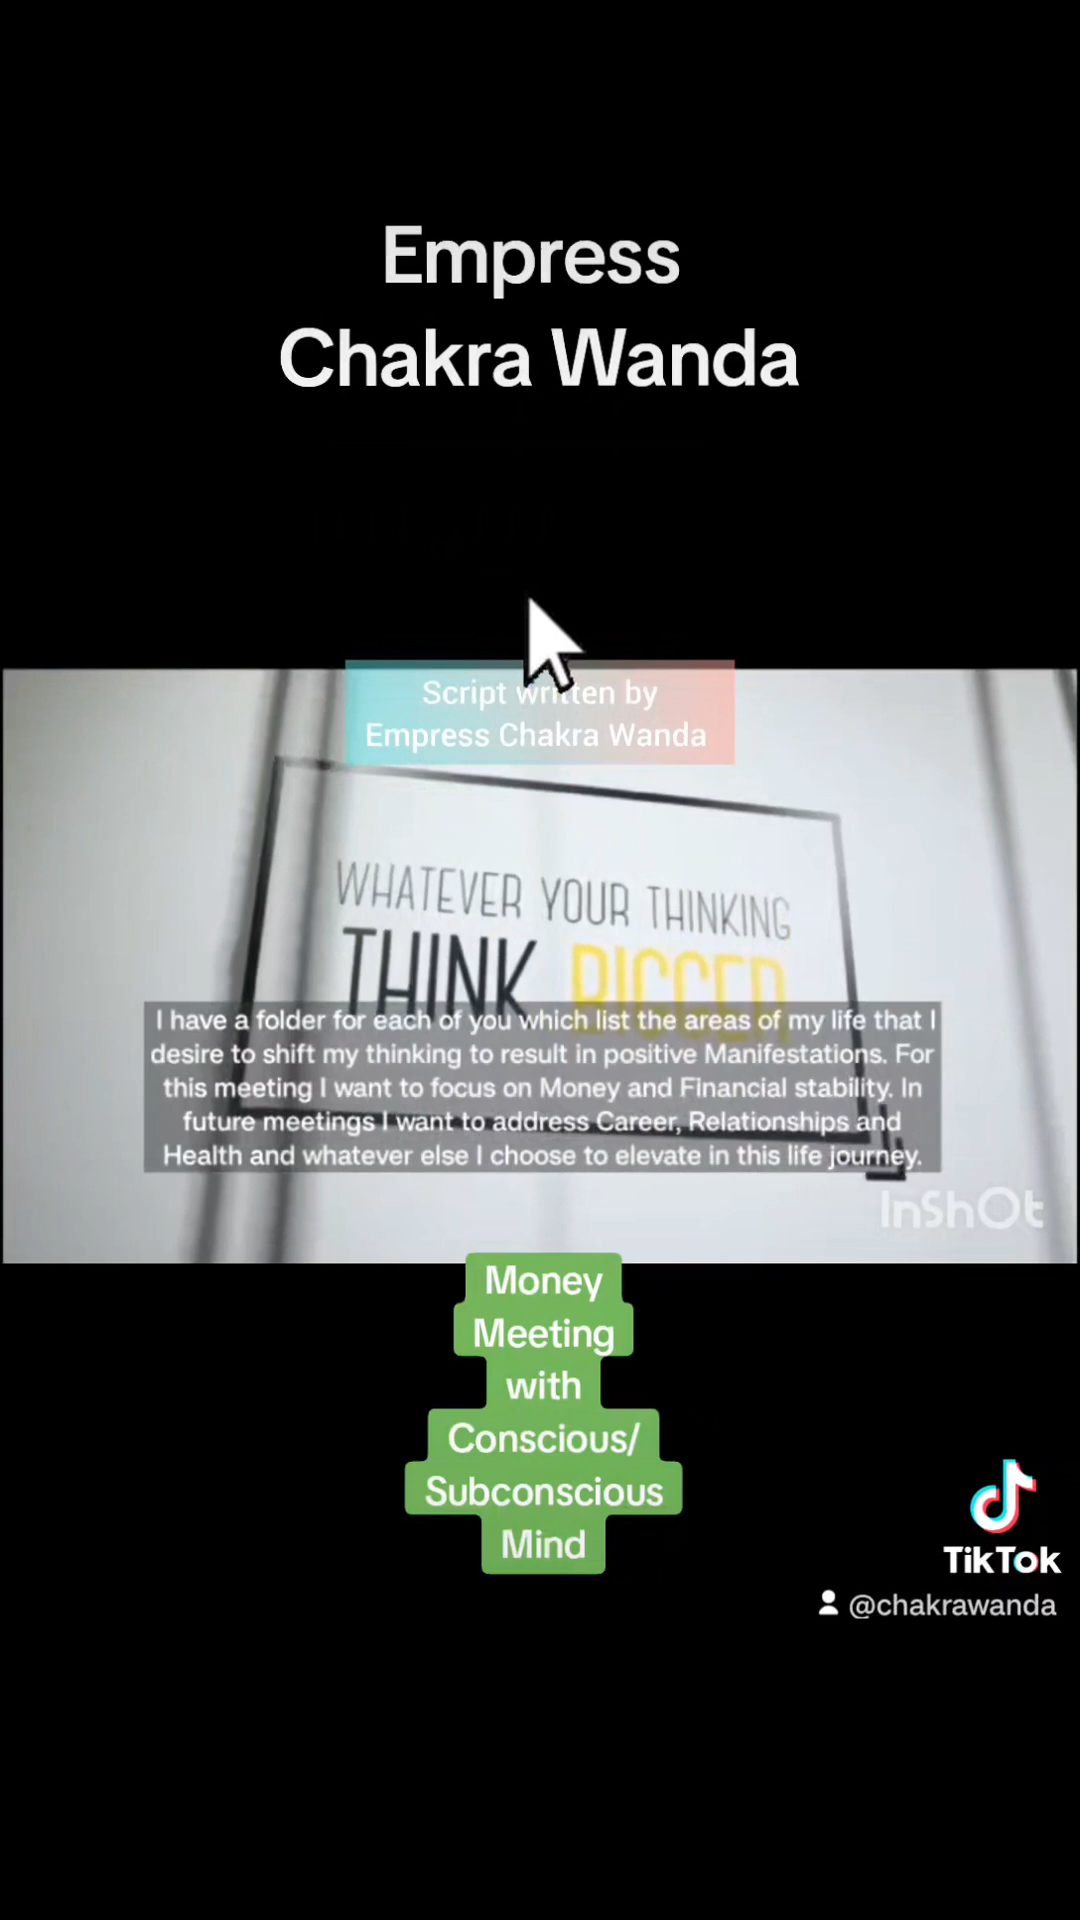 Empress
Chakra Wanda
Script written by
Empress Chakra Wanda
WHATEVER YOUR THINKING
THINK BIGGER
I have a folder for each of you which list the areas of my life that I
desire to shift my thinking to result in positive Manifestations. For
this meeting I want to focus on Money and Financial stability. In
future meetings I want to address Career, Relationships and
Health and whatever else I choose to elevate in this life journey.
InShOt
Money
Meeting
with
Conscious/
Subconscious
Mind
TikTok
@chakrawanda